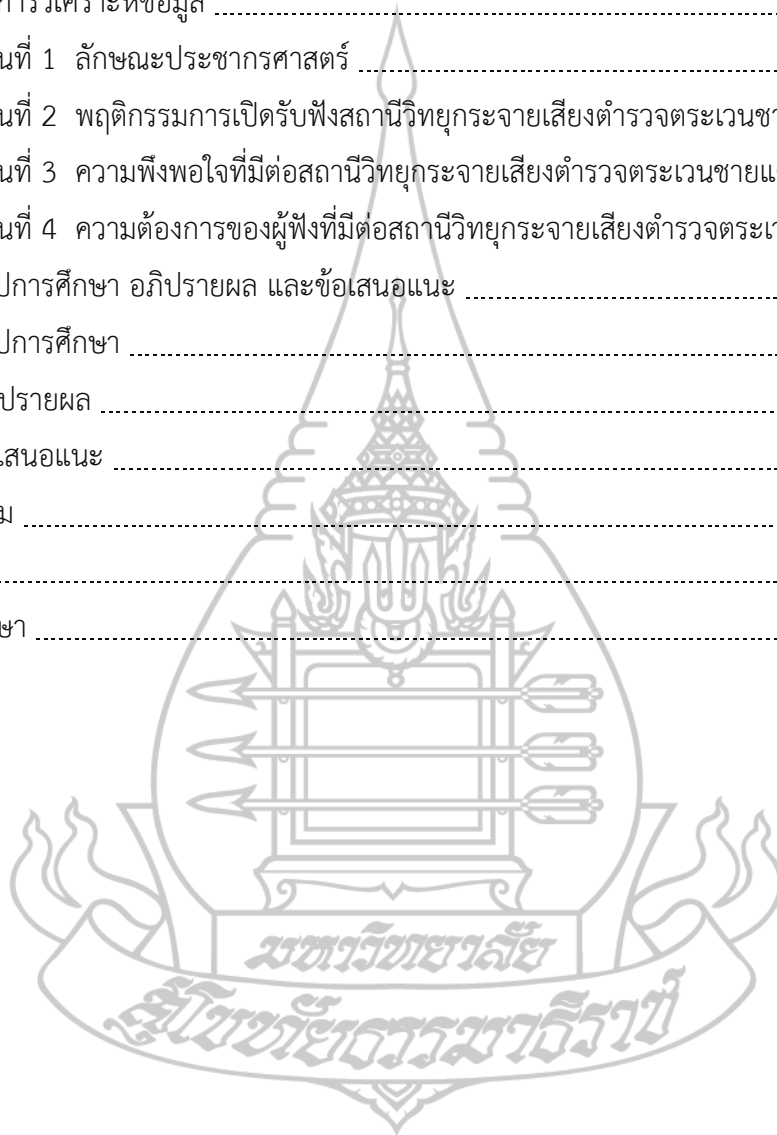 การวิเคราะห์ข้อมูล
นที่ 1 ลักษณะประชากรศาสตร์
นที่ 2 พฤติกรรมการเปิดรับฟังสถานีวิทยุกระจายเสียงตำรวจตระเวนชา
นที่ 3 ความพึงพอใจที่มีต่อสถานีวิทยุกระจายเสียงตำรวจตระเวนชายแ
นที่ 4 ความต้องการของผู้ฟังที่มีต่อสถานีวิทยุกระจายเสียงตำรวจตระเว
ปการศึกษา อภิปรายผล และข้อเสนอแนะ
ปการศึกษา
ปรายผล
เสนอแนะ
ม
ษา
มหาวิทยาลัย
สุโขทัยธรรมาธิราช